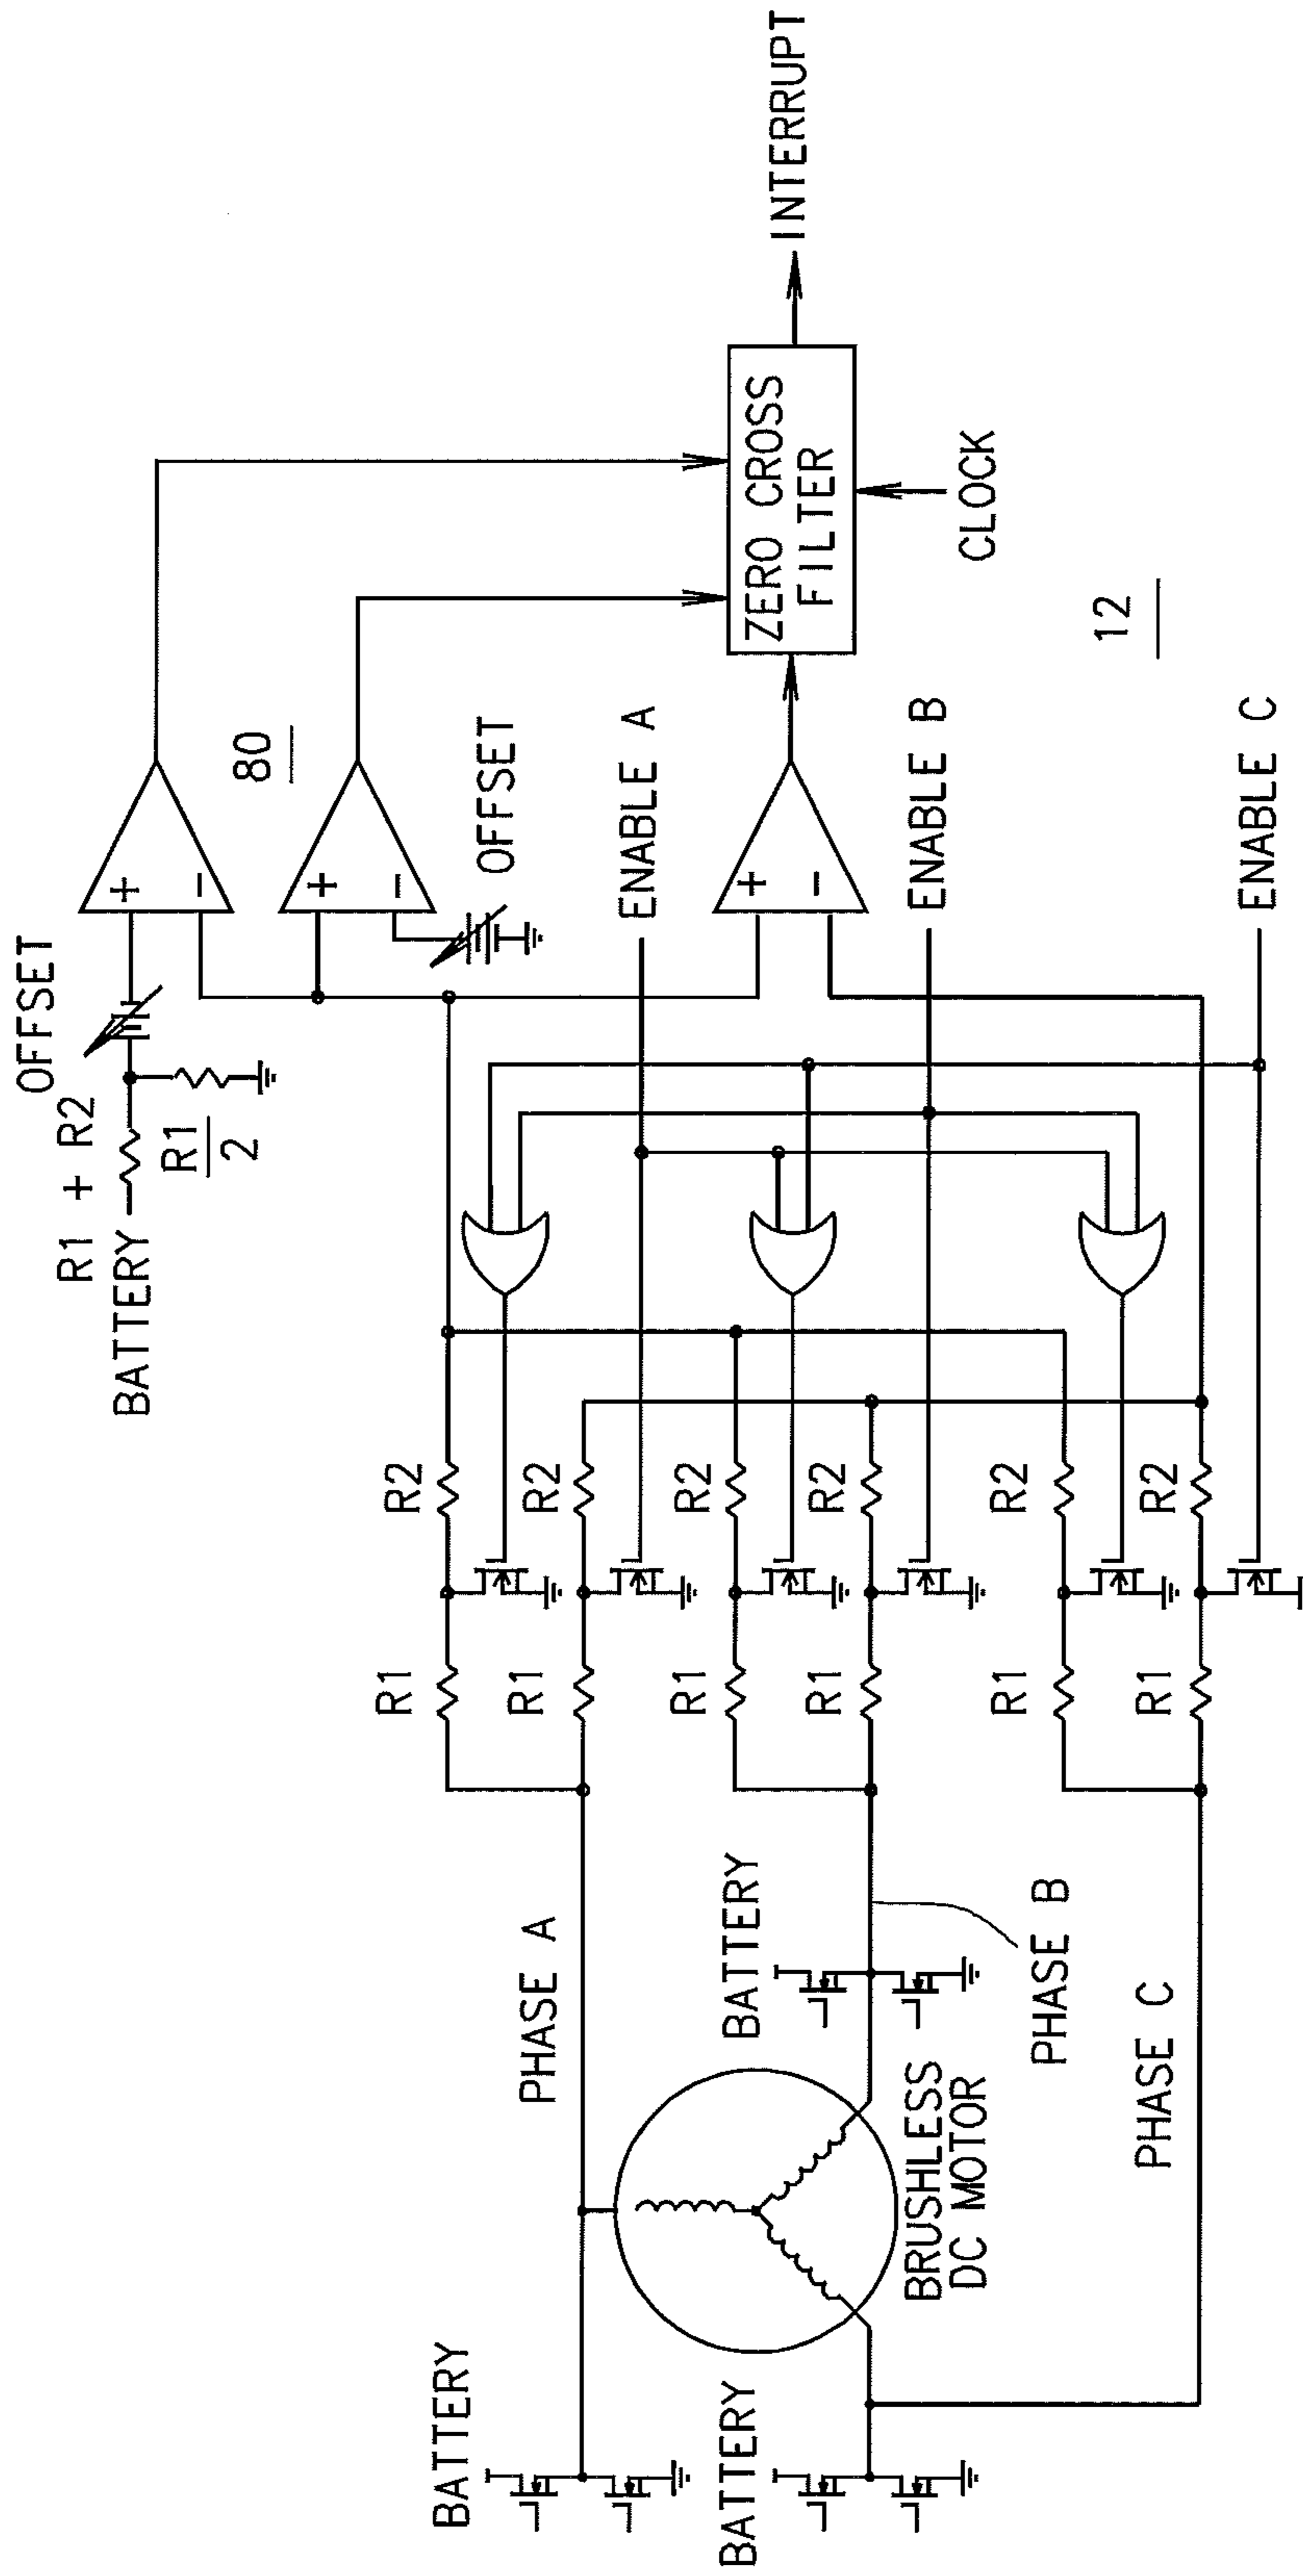 BATTERY
BATTERY
BRUSHLESS
DC MOTOR
PHASE A
BATTERY
PHASE B
PHASE C
R1
R1
R1
R1
R1
R1
R2
R2
R2
R2
R2
R2
BATTERY
R1 + R2
R1
2
OFFSET
+
-
80
+
-
OFFSET
ENABLE A
+
-
ENABLE B
ENABLE C
ZERO CROSS
FILTER
CLOCK
12
INTERRUPT